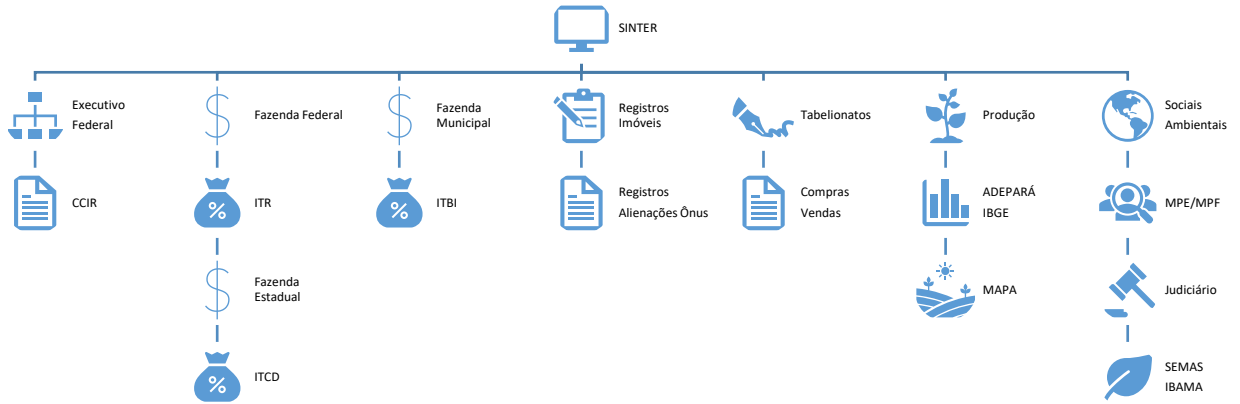 SINTER
Executivo
Federal
Fazenda Federal
Fazenda
Municipal
Registros
Imóveis
Tabelionatos
Produção
Sociais
Ambientais
CCIR
ITR
ITBI
Registros
Alienações Ônus
Compras
Vendas
ADEPARÁ
IBGE
MPE/MPF
Fazenda
Estadual
MAPA
Judiciário
ITCD
SEMAS
IBAMA